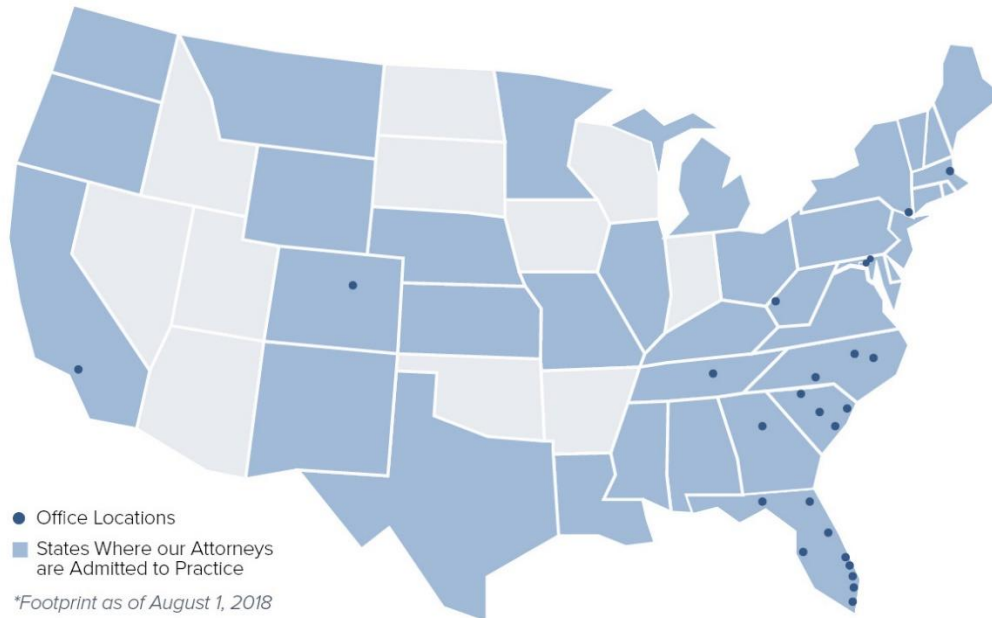 Office Locations
States Where our Attorneys
are Admitted to Practice
*Footprint as of August 1, 2018